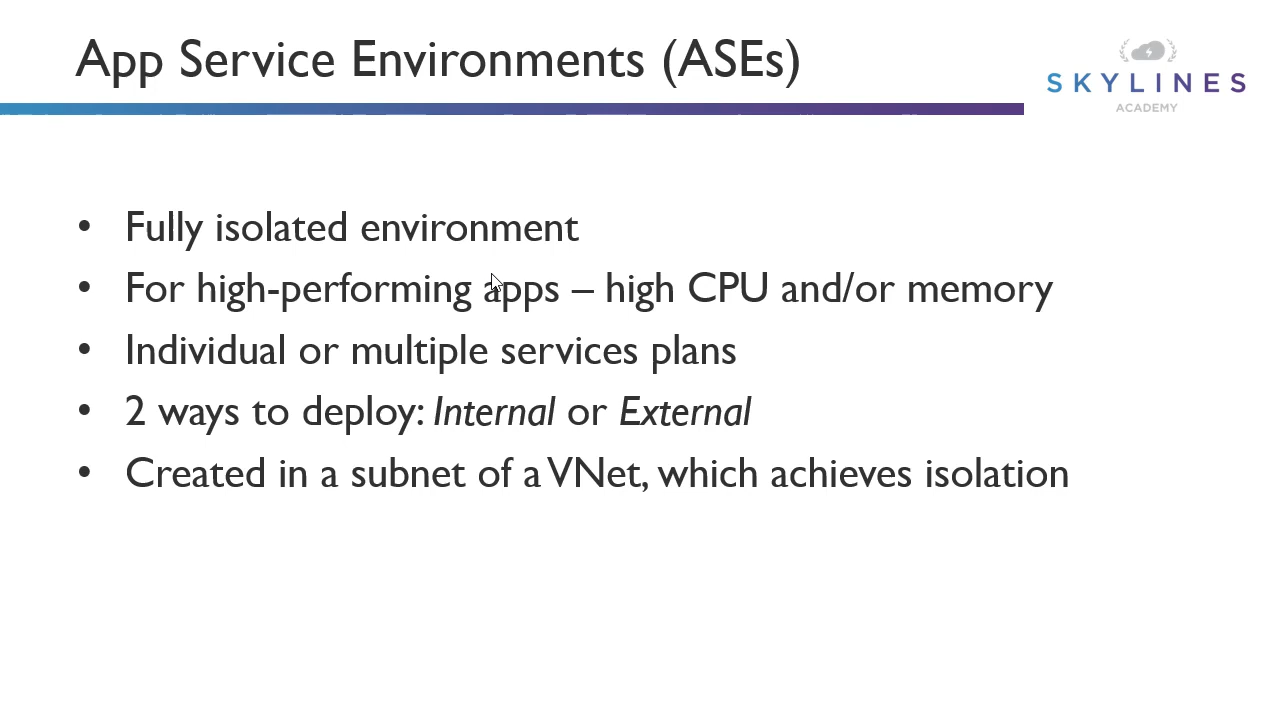 App Service Environments (ASEs)
SKYLINES
ACADEMY
• Fully isolated environment
• For high-performing apps – high CPU and/or memory
• Individual or multiple services plans
• 2 ways to deploy: Internal or External
• Created in a subnet of a VNet, which achieves isolation